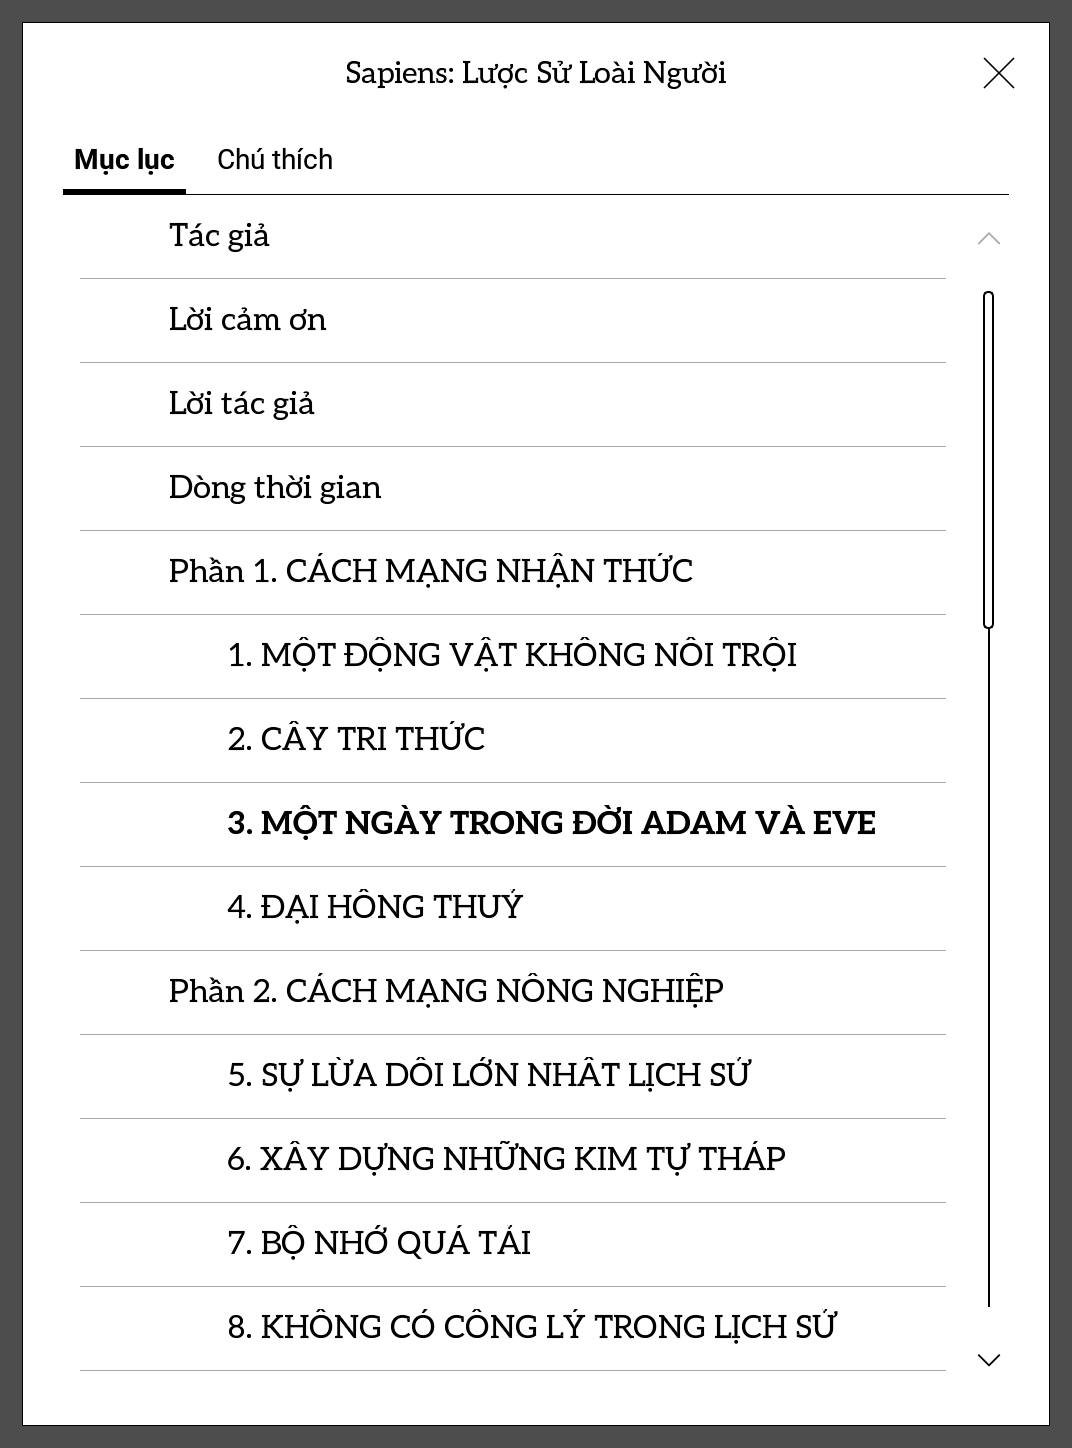 Sapiens: Lược Sử Loài Người
Mục lục
Chú thích
Tác giả
Lời cảm ơn
Lời tác giả
Dòng thời gian
Phần 1. CÁCH MẠNG NHẬN THỨC
1. MỘT ĐỘNG VẬT KHÔNG NỔI TRỘI
2. CÂY TRI THỨC
3. MỘT NGÀY TRONG ĐỜI ADAM VÀ EVE
4. ĐẠI HỒNG THUỶ
Phần 2. CÁCH MẠNG NÔNG NGHIỆP
5. SỰ LỪA DỐI LỚN NHẤT LỊCH SỬ
6. XÂY DỰNG NHỮNG KIM TỰ THÁP
7. BỘ NHỚ QUÁ TẢI
8. KHÔNG CÓ CÔNG LÝ TRONG LỊCH SỬ